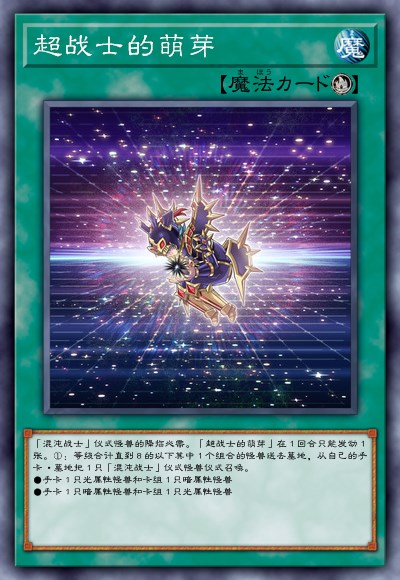 超战士的萌芽
魔
【魔法カード】
まほう
「混沌战士」仪式怪兽的降临必需。「超战士的萌芽」在1回合只能发动1
张。①：等级合计直到8的以下其中1个组合的怪兽送去墓地，从自己的手
卡·墓地把1只「混沌战士」仪式怪兽仪式召唤。
●手卡1只光属性怪兽和卡组1只暗属性怪兽
●手卡1只暗属性怪兽和卡组1只光属性怪兽